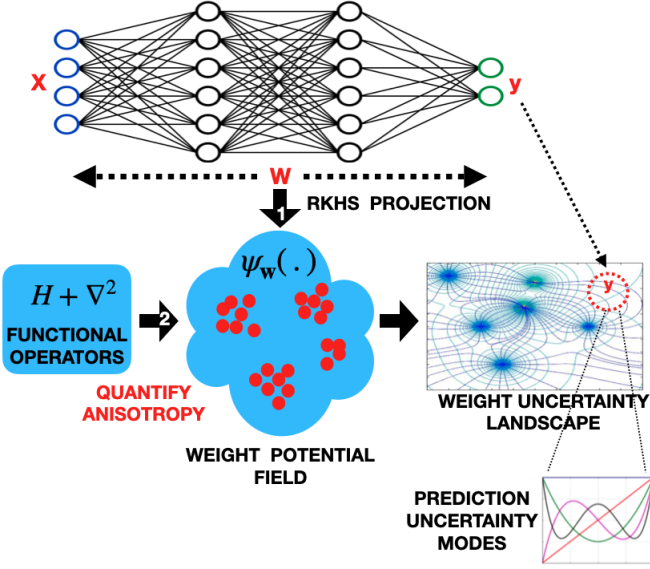 X
y
W
1
RKHS PROJECTION
ψ_w(.)
H + ∇²
FUNCTIONAL
OPERATORS
2
QUANTIFY
ANISOTROPY
WEIGHT POTENTIAL
FIELD
y
WEIGHT UNCERTAINTY
LANDSCAPE
PREDICTION
UNCERTAINTY
MODES